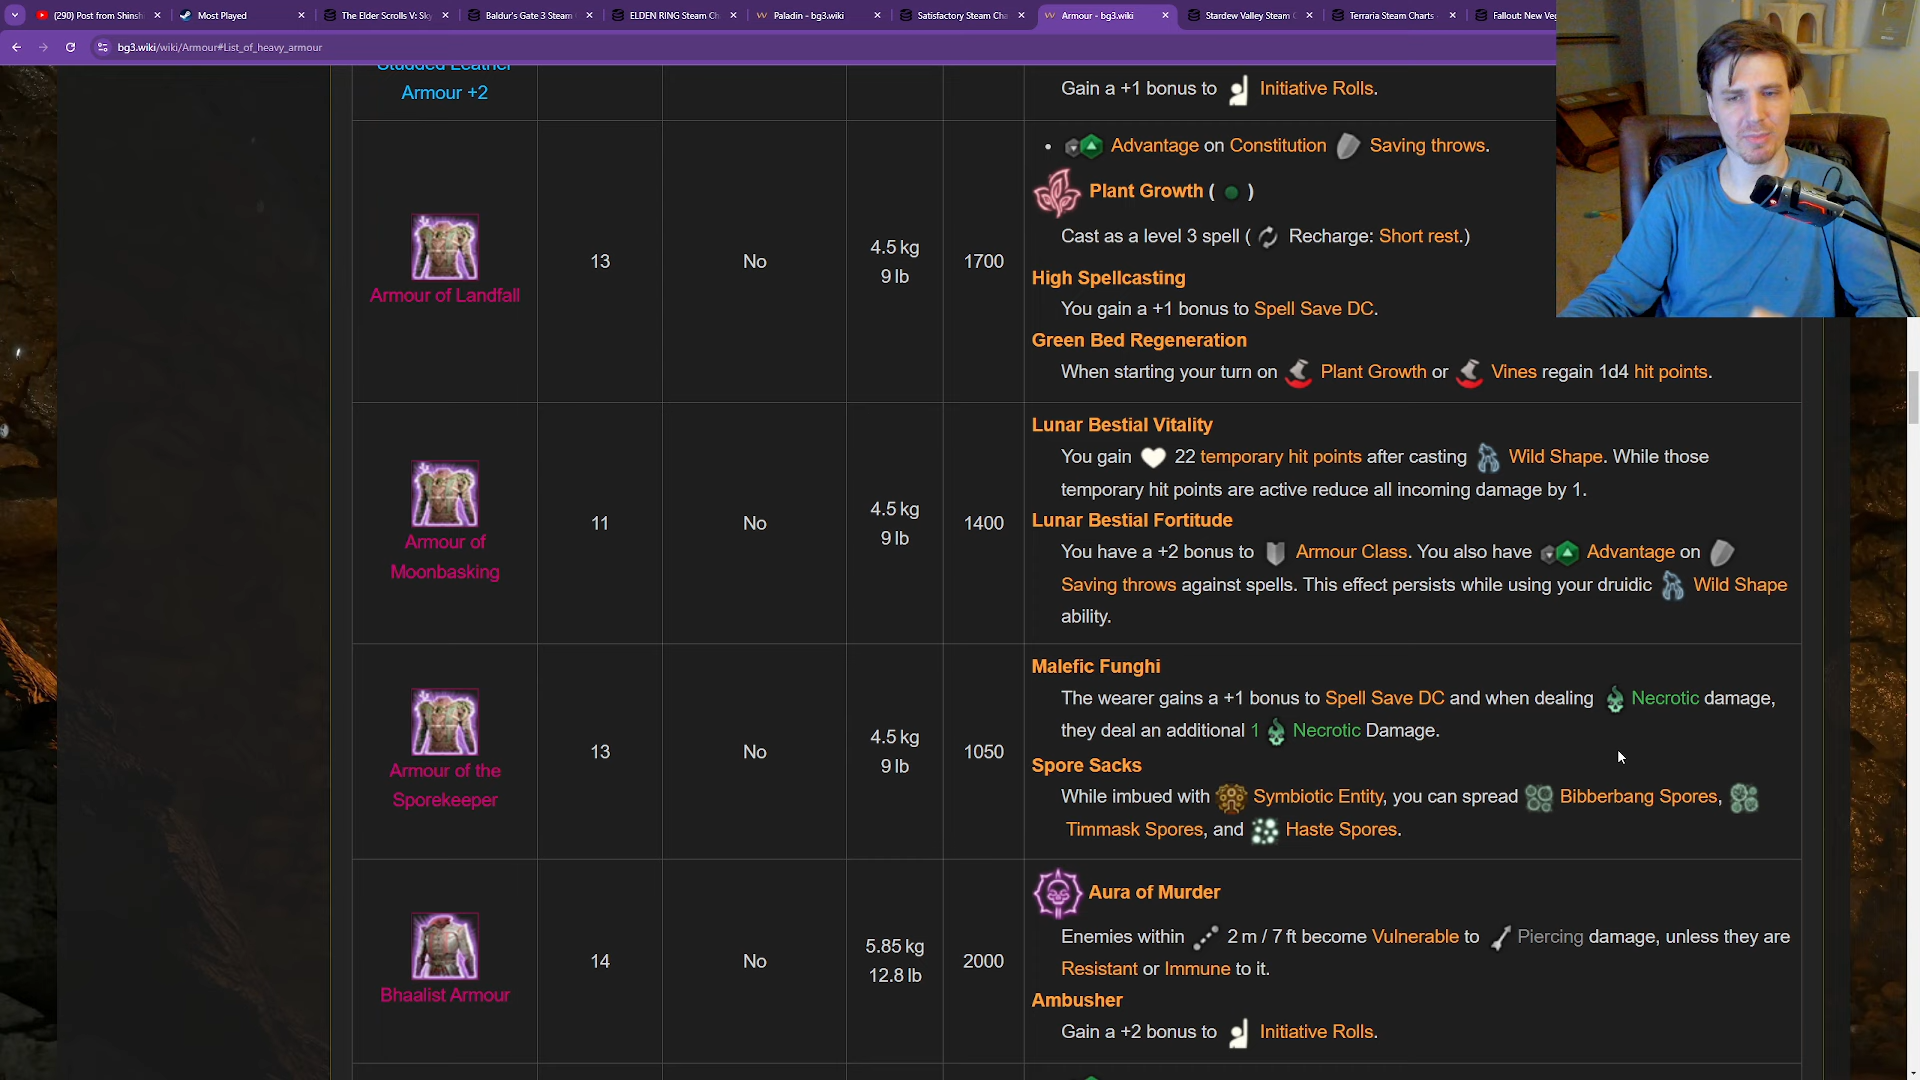 (290) Post from Shinshi
Most Played
The Elder Scrolls V: Sky
Baldur's Gate 3 Steam C
ELDEN RING Steam Ch
Paladin - bg3.wiki
Satisfactory Steam Cha
Armour - bg3.wiki
Stardew Valley Steam C
Terraria Steam Charts -
Fallout: New Ve
bg3.wiki/wiki/Armour#List_of_heavy_armour
Studded Leather
Armour +2
Gain a +1 bonus to Initiative Rolls.
Armour of Landfall
13
No
4.5 kg
9 lb
1700
• Advantage on Constitution Saving throws.
Plant Growth ( )
Cast as a level 3 spell ( Recharge: Short rest.)
High Spellcasting
You gain a +1 bonus to Spell Save DC.
Green Bed Regeneration
When starting your turn on Plant Growth or Vines regain 1d4 hit points.
Armour of
Moonbasking
11
No
4.5 kg
9 lb
1400
Lunar Bestial Vitality
You gain 22 temporary hit points after casting Wild Shape. While those
temporary hit points are active reduce all incoming damage by 1.
Lunar Bestial Fortitude
You have a +2 bonus to Armour Class. You also have Advantage on
Saving throws against spells. This effect persists while using your druidic Wild Shape
ability.
Armour of the
Sporekeeper
13
No
4.5 kg
9 lb
1050
Malefic Funghi
The wearer gains a +1 bonus to Spell Save DC and when dealing Necrotic damage,
they deal an additional 1 Necrotic Damage.
Spore Sacks
While imbued with Symbiotic Entity, you can spread Bibberbang Spores,
Timmask Spores, and Haste Spores.
Bhaalist Armour
14
No
5.85 kg
12.8 lb
2000
Aura of Murder
Enemies within 2 m / 7 ft become Vulnerable to Piercing damage, unless they are
Resistant or Immune to it.
Ambusher
Gain a +2 bonus to Initiative Rolls.